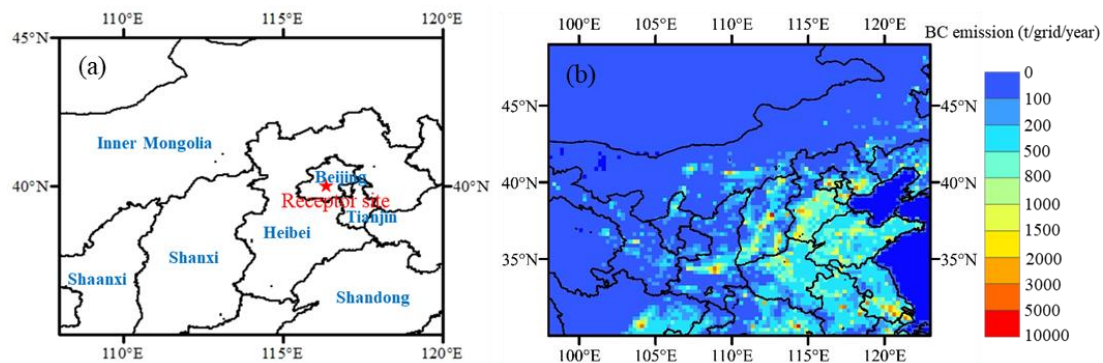 110°E 115°E 120°E
45°N
(a)
Inner Mongolia
Beijing
40°N
Receptor site
Tianjin
Heibei
Shanxi
Shaanxi
Shandong
110°E 115°E 120°E
100°E 105°E 110°E 115°E 120°E
(b)
45°N 45°N
40°N 40°N
35°N 35°N
100°E 105°E 110°E 115°E 120°E
BC emission (t/grid/year)
0
100
200
500
800
1000
1500
2000
3000
5000
10000